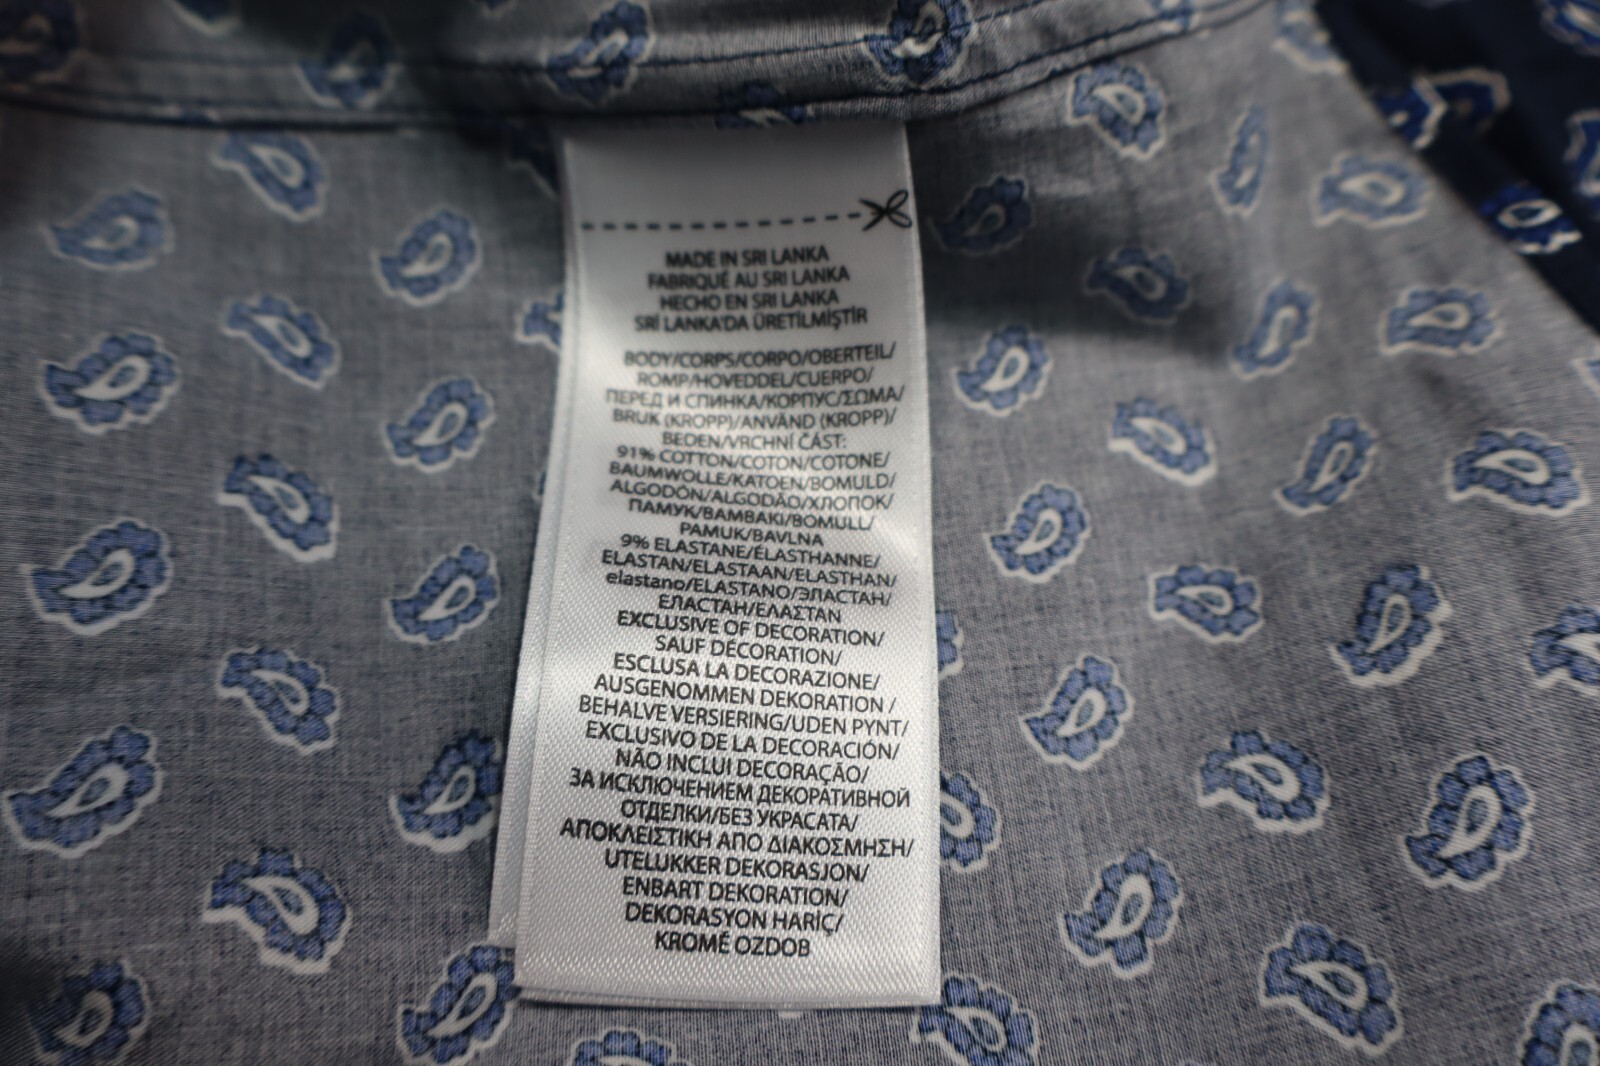 MADE IN SRI LANKA
FABRIQUÉ AU SRI LANKA
HECHO EN SRI LANKA
SRİ LANKA'DA ÜRETİLMİŞTİR
BODY/CORPS/CORPO/OBERTEIL/
ROMP/HOVEDDEL/CUERPO/
ПЕРЕД И СПИНКА/КОРПУС/ΣΩΜΑ/
BRUK (KROPP)/ANVÄND (KROPP)/
BEDEN/VRCHNÍ ČÁST:
91% COTTON/COTON/COTONE/
BAUMWOLLE/KATOEN/BOMULD/
ALGODÓN/ALGODÃO/ХЛОПОК/
ПАМУК/ΒΑΜΒΑΚΙ/BOMULL/
PAMUK/BAVLNA
9% ELASTANE/ÉLASTHANNE/
ELASTAN/ELASTAAN/ELASTHAN/
elastano/ELASTANO/ЭЛАСТАН/
ЕЛАСТАН/ΕΛΑΣΤΑΝ
EXCLUSIVE OF DECORATION/
SAUF DÉCORATION/
ESCLUSA LA DECORAZIONE/
AUSGENOMMEN DEKORATION /
BEHALVE VERSIERING/UDEN PYNT/
EXCLUSIVO DE LA DECORACIÓN/
NÃO INCLUI DECORAÇÃO/
ЗА ИСКЛЮЧЕНИЕМ ДЕКОРАТИВНОЙ
ОТДЕЛКИ/БЕЗ УКРАСАТА/
ΑΠΟΚΛΕΙΣΤΙΚΗ ΑΠΟ ΔΙΑΚΟΣΜΗΣΗ/
UTELUKKER DEKORASJON/
ENBART DEKORATION/
DEKORASYON HARİÇ/
KROMĚ OZDOB